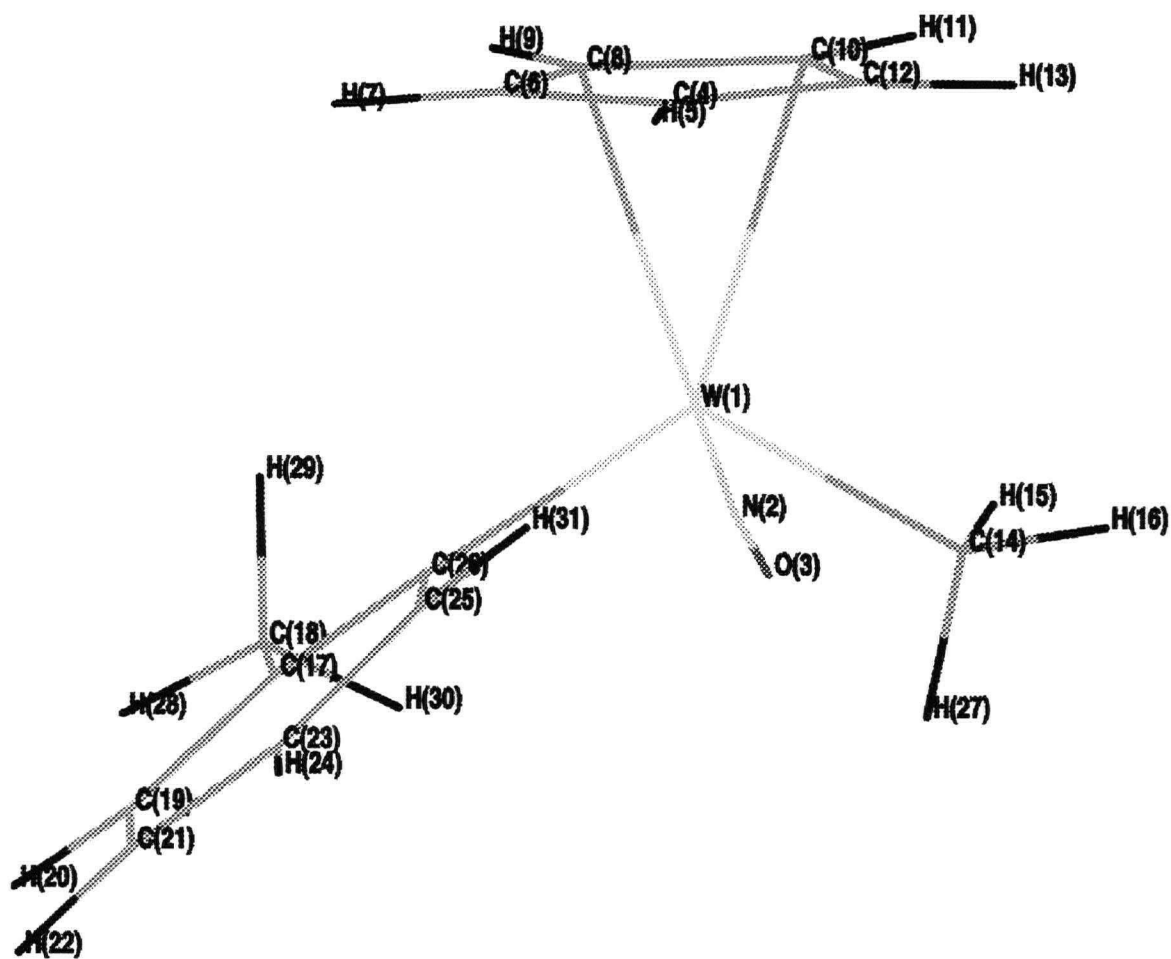 H(9)
C(8)
C(10)
H(11)
C(6)
C(12)
H(7)
C(4)
H(13)
H(5)
W(1)
H(29)
N(2)
H(15)
H(31)
H(16)
C(14)
C(26)
O(3)
C(25)
C(18)
C(17)
H(28)
H(30)
H(27)
C(23)
H(24)
C(19)
C(21)
H(20)
H(22)